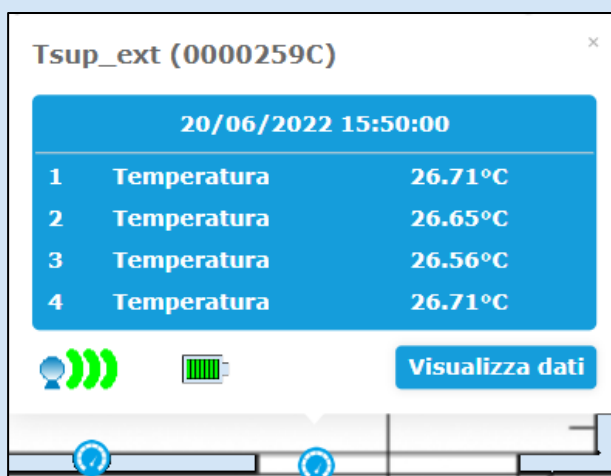 Tsup_ext (0000259C)
×
20/06/2022 15:50:00
1 Temperatura 26.71°C
2 Temperatura 26.65°C
3 Temperatura 26.56°C
4 Temperatura 26.71°C
Visualizza dati